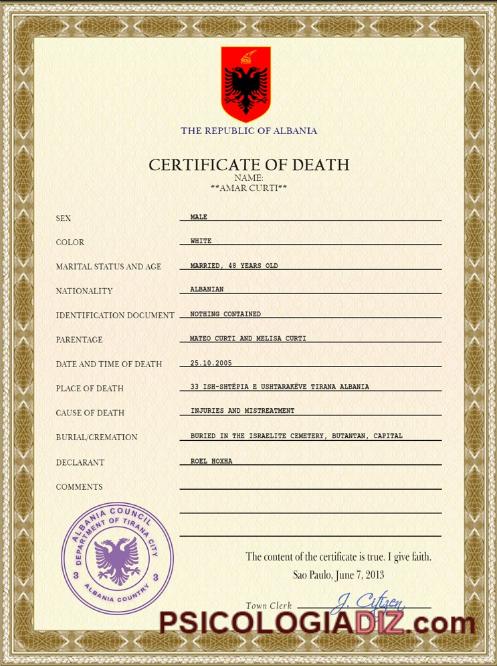 THE REPUBLIC OF ALBANIA
CERTIFICATE OF DEATH
NAME:
**AMAR CURTI**
SEX MALE
COLOR WHITE
MARITAL STATUS AND AGE MARRIED, 48 YEARS OLD
NATIONALITY ALBANIAN
IDENTIFICATION DOCUMENT NOTHING CONTAINED
PARENTAGE MATEO CURTI AND MELISA CURTI
DATE AND TIME OF DEATH 25.10.2005
PLACE OF DEATH 33 ISH-SHTËPIA E USHTARAKËVE TIRANA ALBANIA
CAUSE OF DEATH INJURIES AND MISTREATMENT
BURIAL/CREMATION BURIED IN THE ISRAELITE CEMETERY, BUTANTAN, CAPITAL
DECLARANT ROEL HOXHA
COMMENTS
ALBANIA COUNCIL
DEPARTMENT OF TIRANA CITY
3 3
ALBANIA COUNTRY
The content of the certificate is true. I give faith.
Sao Paulo, June 7, 2013
Town Clerk J. Citizen
PSICOLOGIADIZ.com